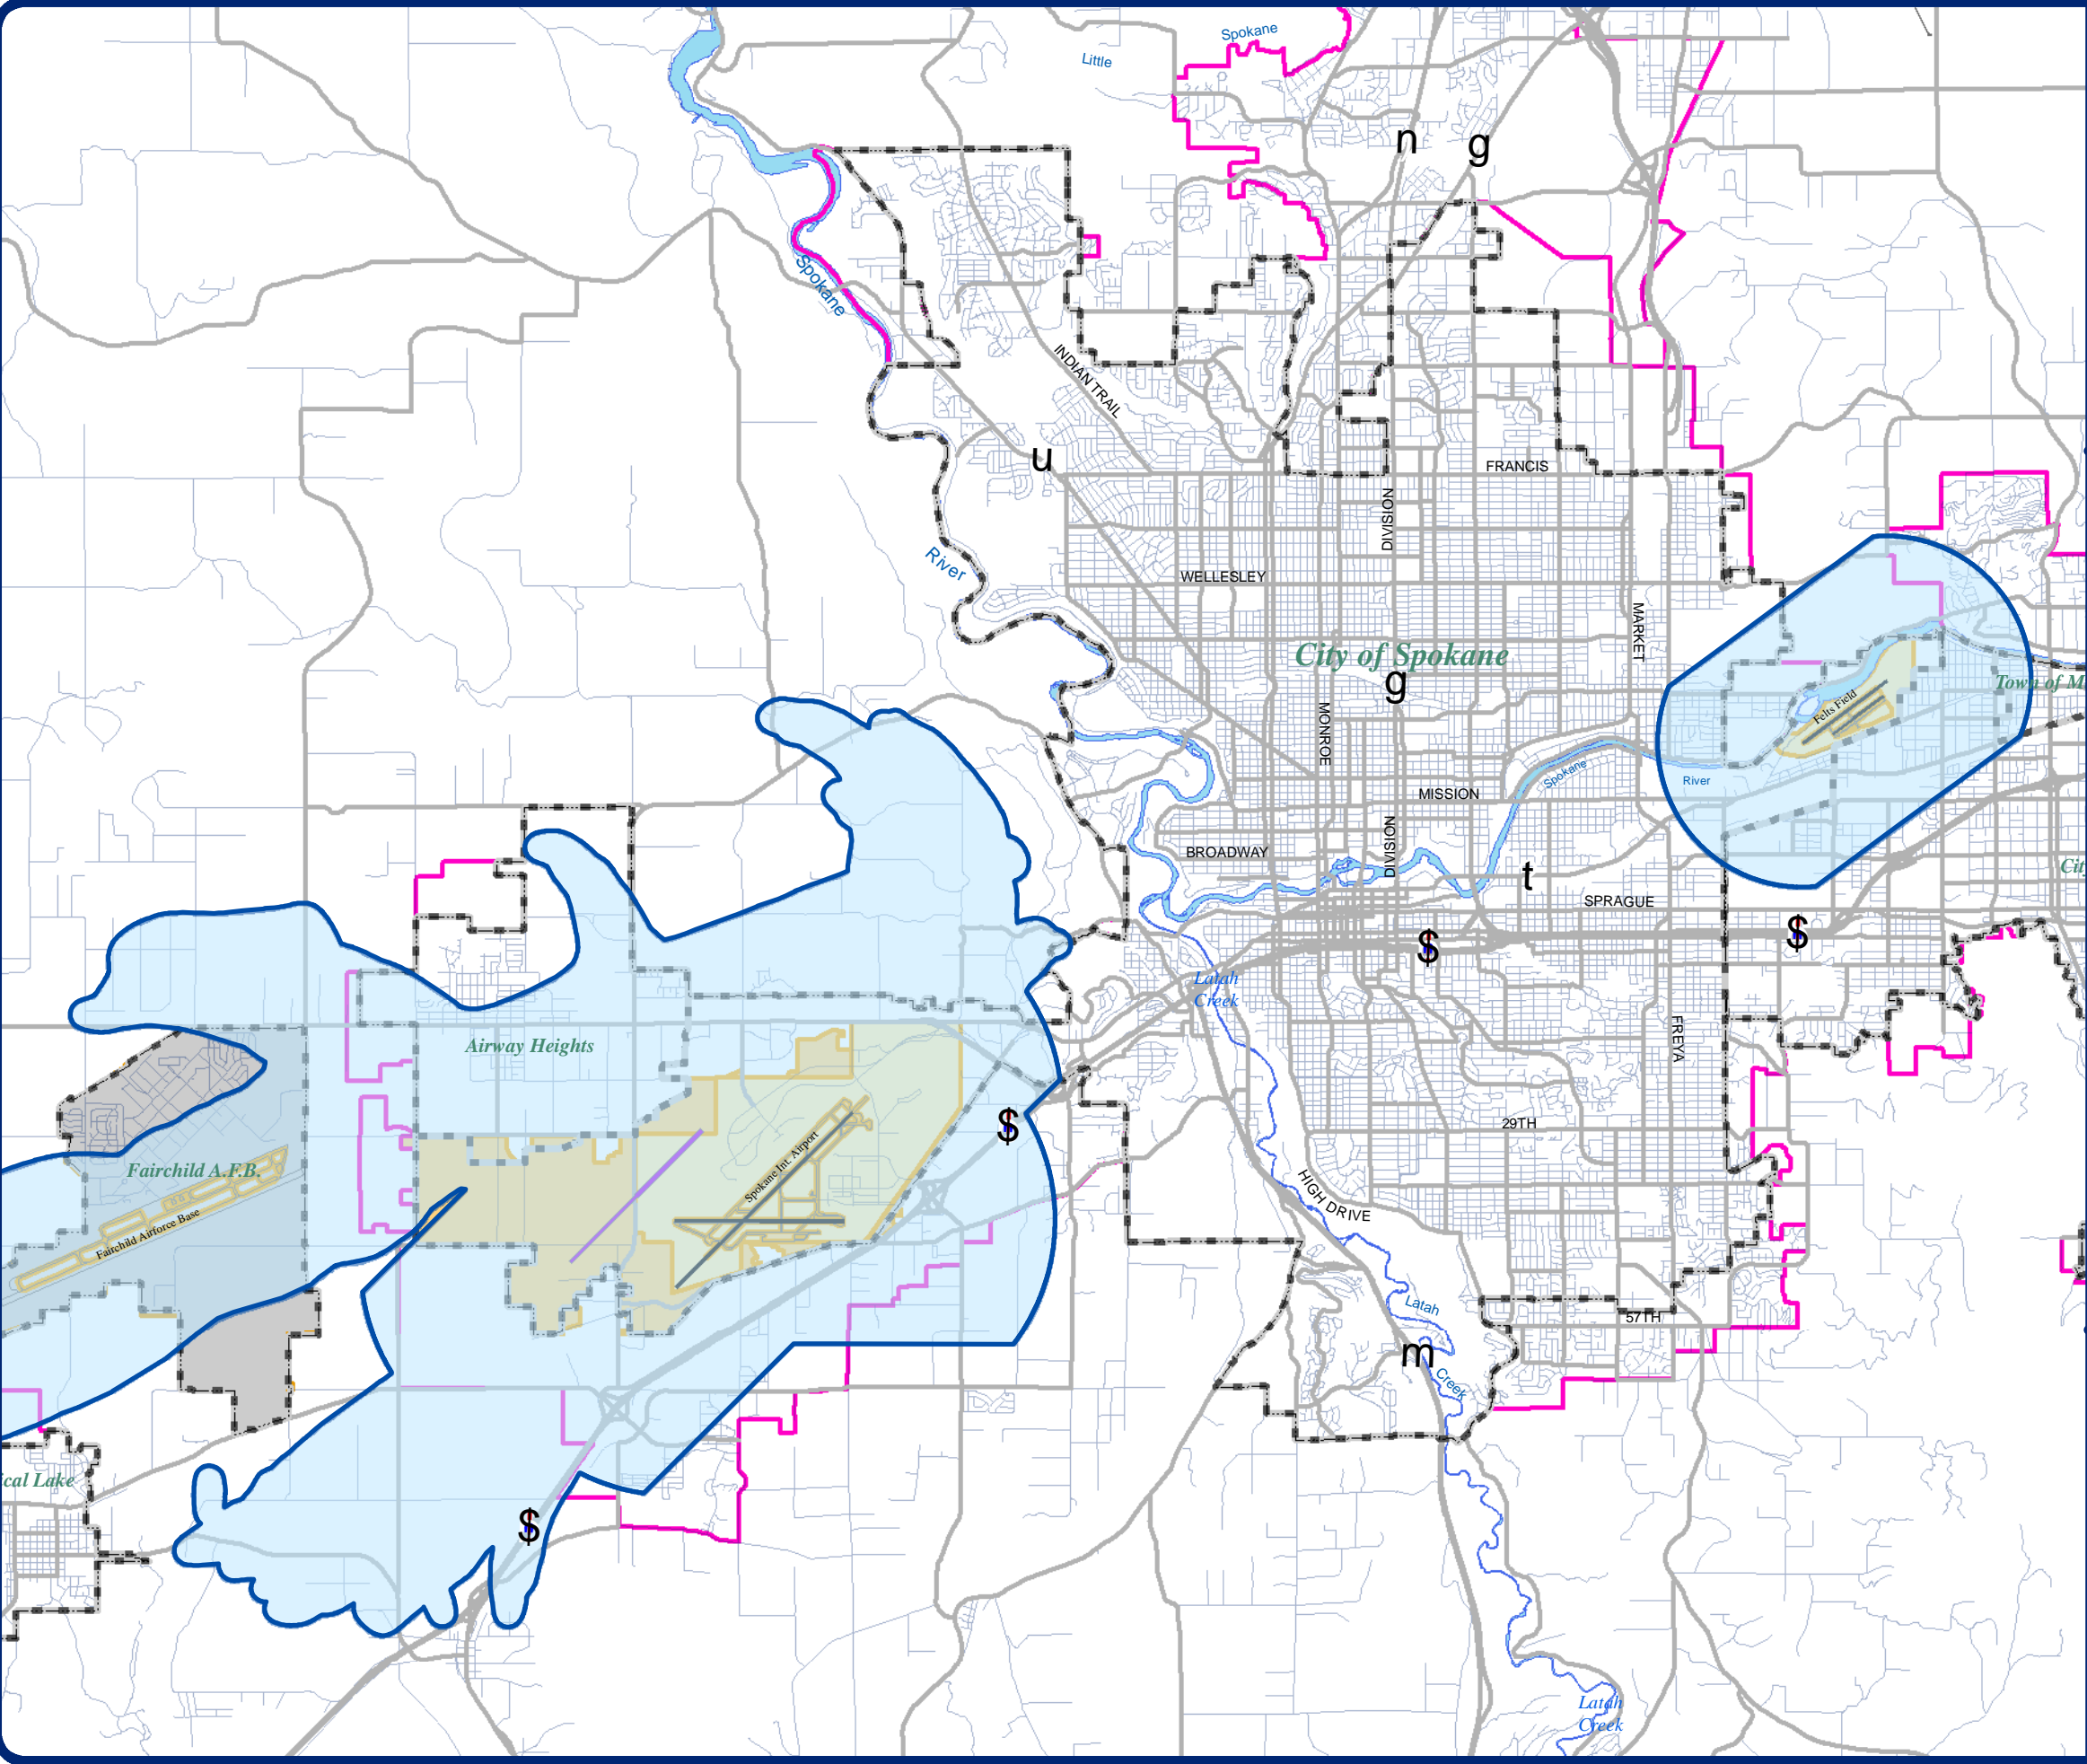 Spokane
Little
n
g
Spokane
INDIAN TRAIL
u
FRANCIS
DIVISION
River
WELLESLEY
MARKET
City of Spokane
g
Town of M
Felts Field
MONROE
Spokane
River
MISSION
DIVISION
BROADWAY
City
t
SPRAGUE
$
$
Latah
Creek
FREYA
Airway Heights
$
29TH
Spokane Int. Airport
Fairchild A.F.B.
Fairchild Airforce Base
HIGH DRIVE
Latah
57TH
m
Creek
cal Lake
$
Latah
Creek